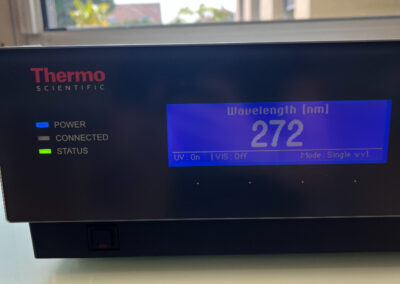 Thermo
SCIENTIFIC
POWER
CONNECTED
STATUS
Wavelength [nm]
272
UV: On |VIS: Off Mode: Single wvl